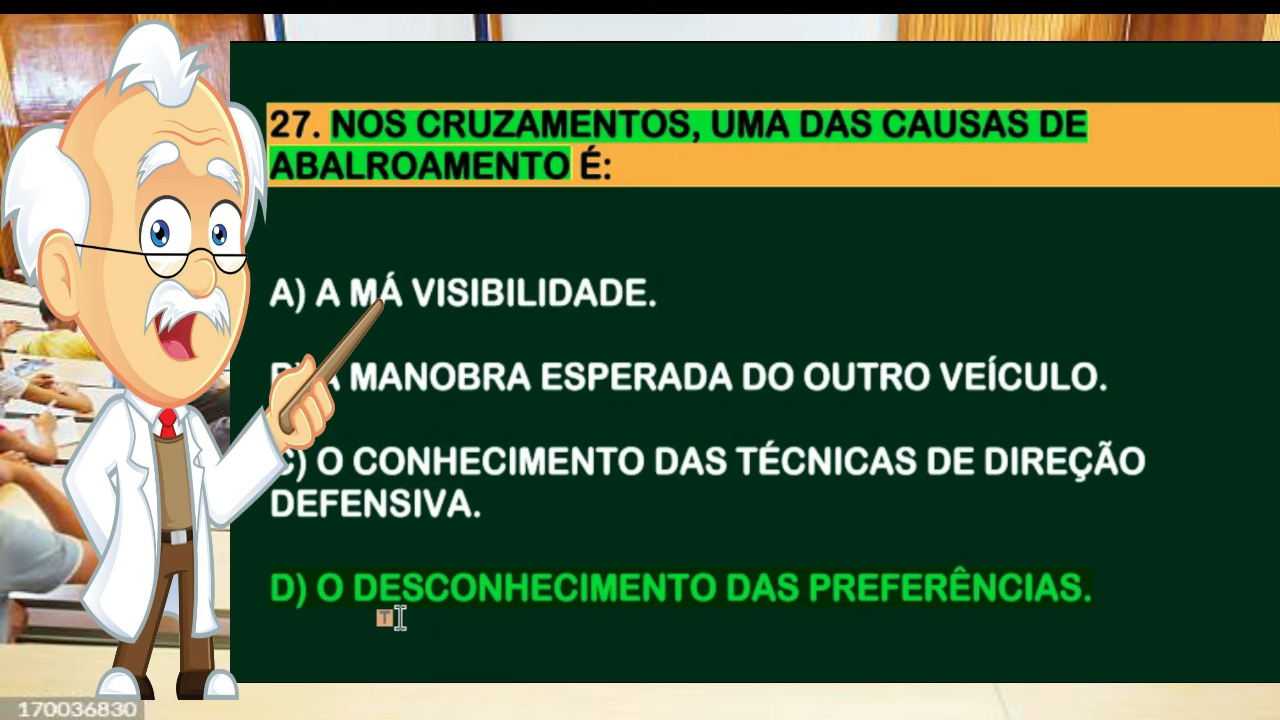 27. NOS CRUZAMENTOS, UMA DAS CAUSAS DE
ABALROAMENTO É:
A) A MÁ VISIBILIDADE.
MANOBRA ESPERADA DO OUTRO VEÍCULO.
) O CONHECIMENTO DAS TÉCNICAS DE DIREÇÃO
DEFENSIVA.
D) O DESCONHECIMENTO DAS PREFERÊNCIAS.
T
170036830